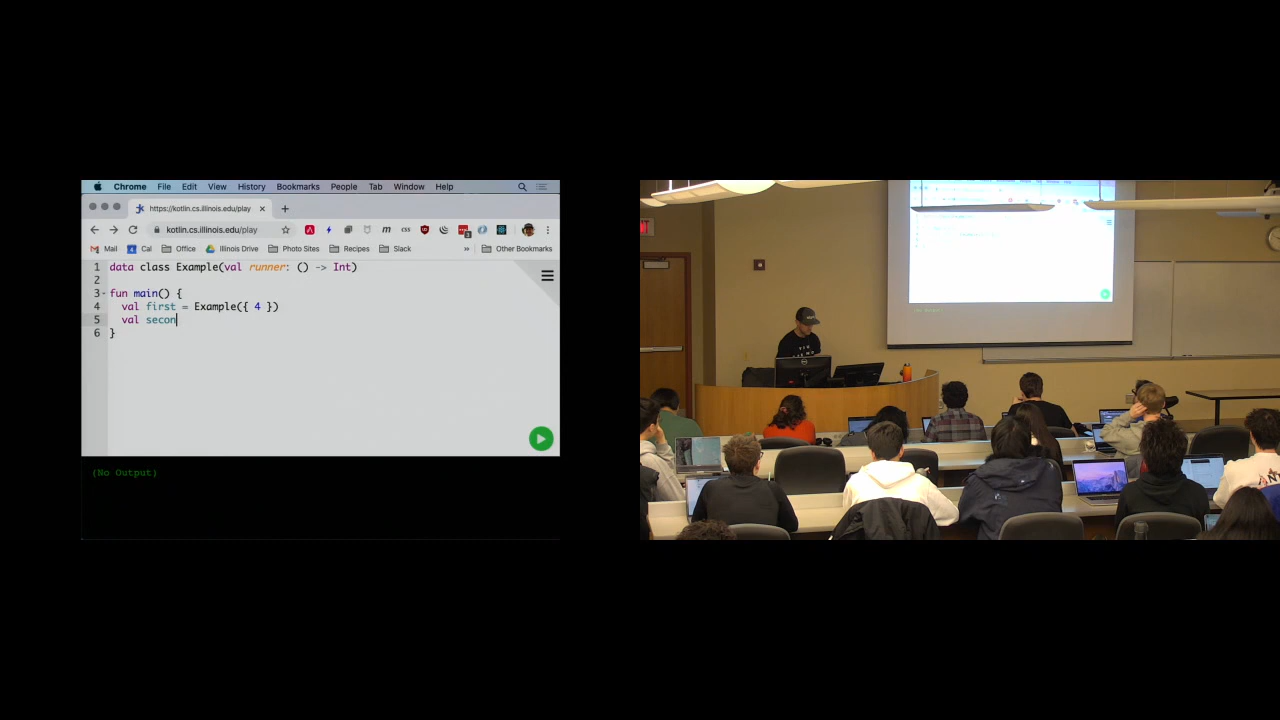 Chrome File Edit View History Bookmarks People Tab Window Help
https://kotlin.cs.illinois.edu/play
kotlin.cs.illinois.edu/play
Mail Cal Office Illinois Drive Photo Sites Recipes Slack » Other Bookmarks
1 data class Example(val runner: () -> Int)
2
3 fun main() {
4 val first = Example({ 4 })
5 val secon
6 }
(No Output)